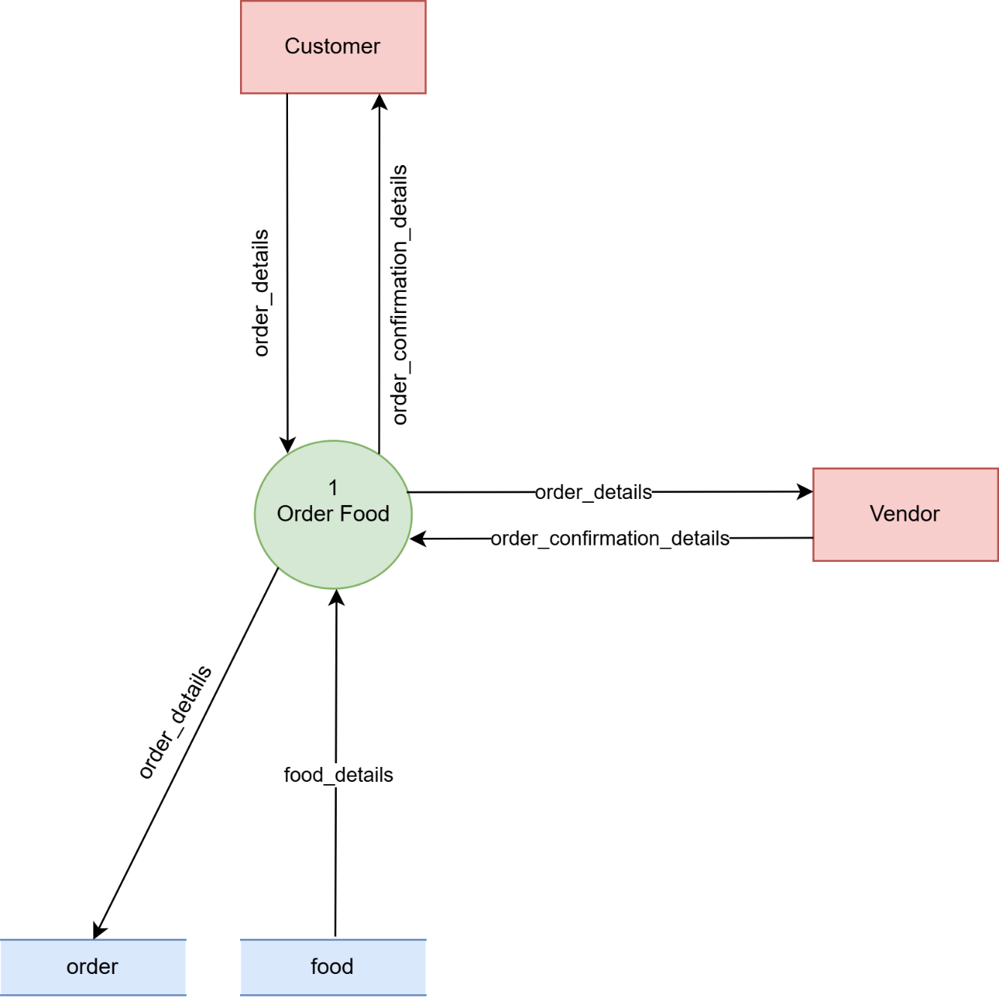 Customer
order_details
order_confirmation_details
1
Order Food
order_details
Vendor
order_confirmation_details
order_details
food_details
order
food